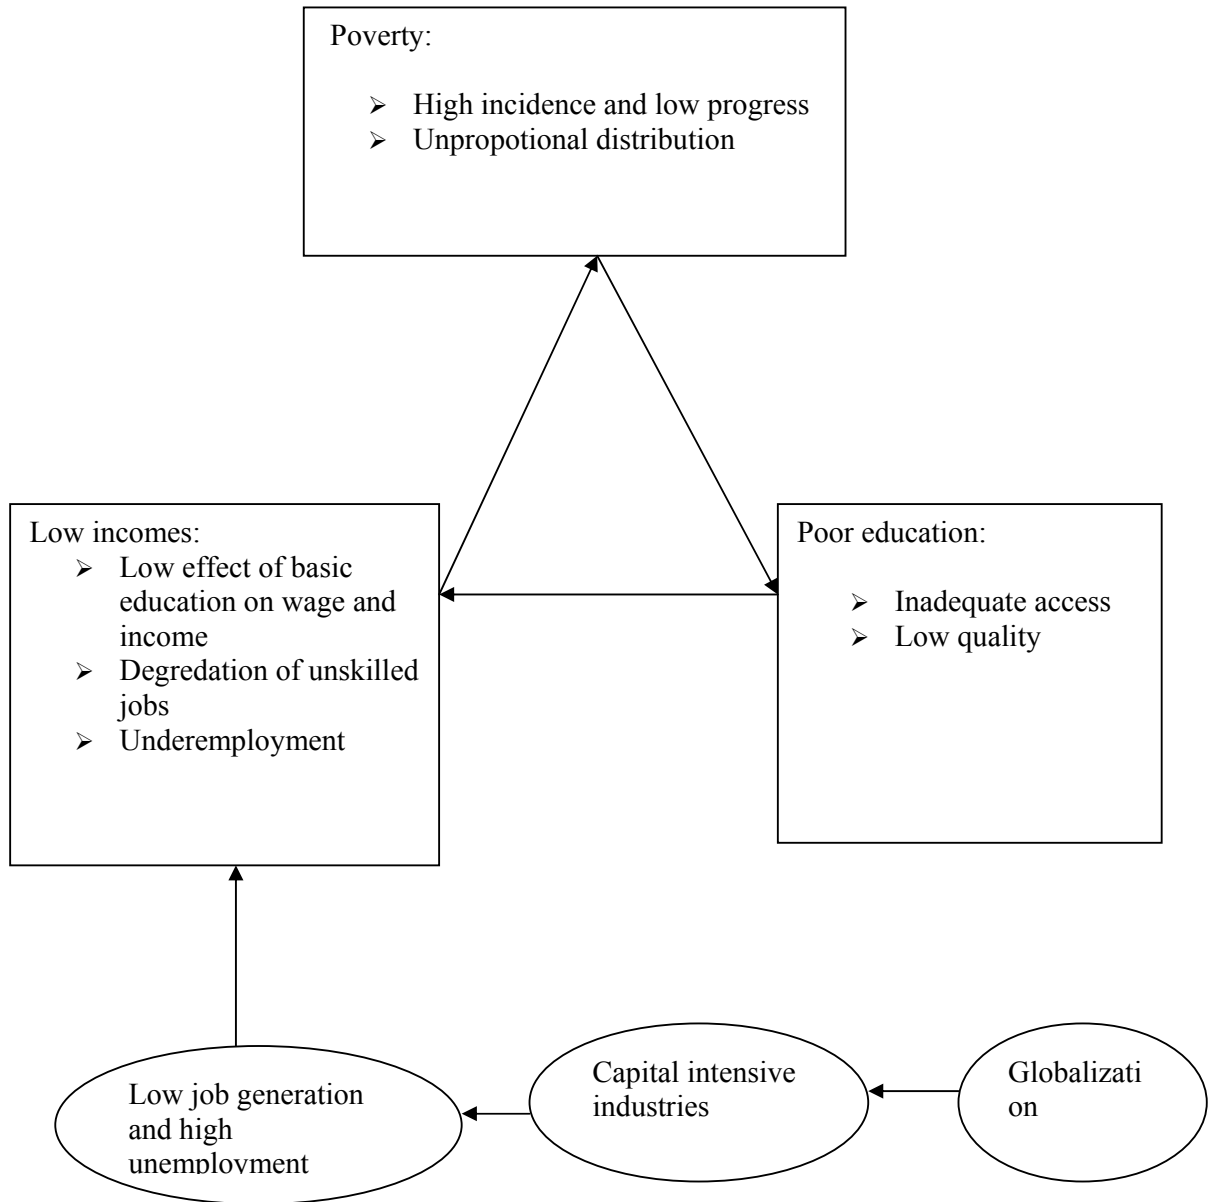 Poverty:
➢ High incidence and low progress
➢ Unpropotional distribution
Low incomes:
➢ Low effect of basic
education on wage and
income
➢ Degredation of unskilled
jobs
➢ Underemployment
Poor education:
➢ Inadequate access
➢ Low quality
Low job generation
and high
unemployment
Capital intensive
industries
Globalizati
on